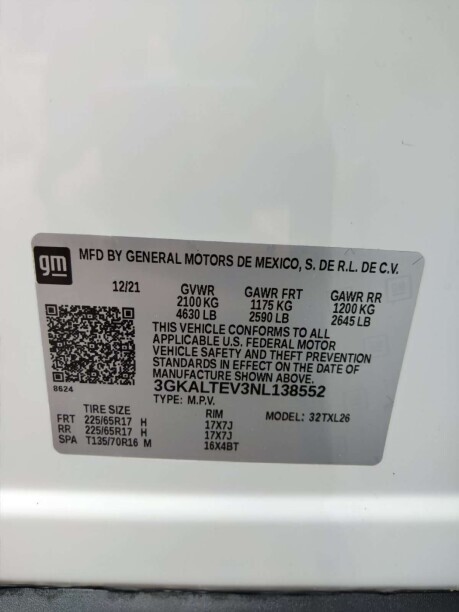 gm
MFD BY GENERAL MOTORS DE MEXICO, S. DE R.L. DE C.V.
12/21 GVWR GAWR FRT GAWR RR
2100 KG 1175 KG 1200 KG
4630 LB 2590 LB 2645 LB
THIS VEHICLE CONFORMS TO ALL
APPLICABLE U.S. FEDERAL MOTOR
VEHICLE SAFETY AND THEFT PREVENTION
STANDARDS IN EFFECT ON THE DATE OF
MANUFACTURE SHOWN ABOVE.
8624 3GKALTEV3NL138552
TYPE: M.P.V.
TIRE SIZE RIM MODEL: 32TXL26
FRT 225/65R17 H 17X7J
RR 225/65R17 H 17X7J
SPA T135/70R16 M 16X4BT